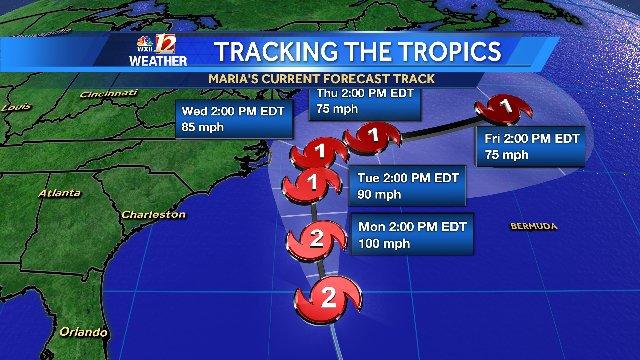 WXII 12
WEATHER
TRACKING THE TROPICS
MARIA'S CURRENT FORECAST TRACK
Cincinnati
Louis
Thu 2:00 PM EDT
75 mph
Wed 2:00 PM EDT
85 mph
1
1
1
Fri 2:00 PM EDT
75 mph
1
Tue 2:00 PM EDT
90 mph
Atlanta
Charleston
Mon 2:00 PM EDT
100 mph
BERMUDA
2
2
Orlando